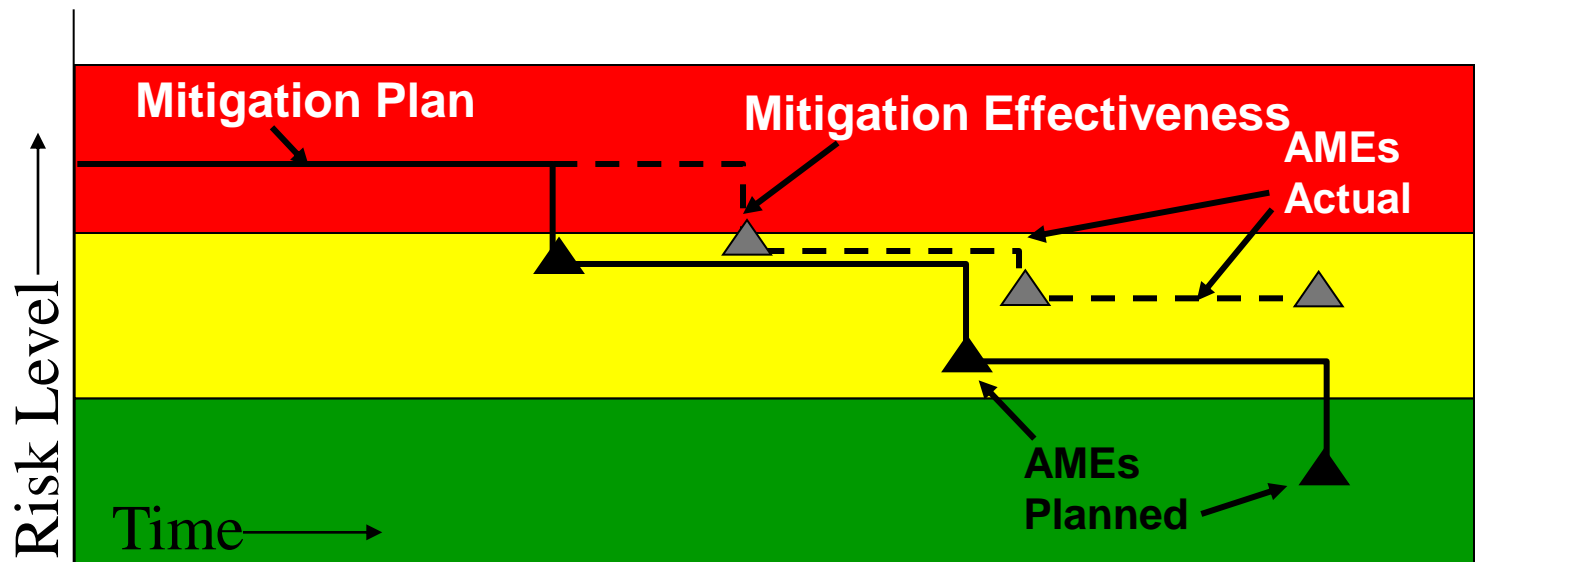 Mitigation Plan
Mitigation Effectiveness
AMEs
Actual
Risk Level
AMEs
Planned
Time